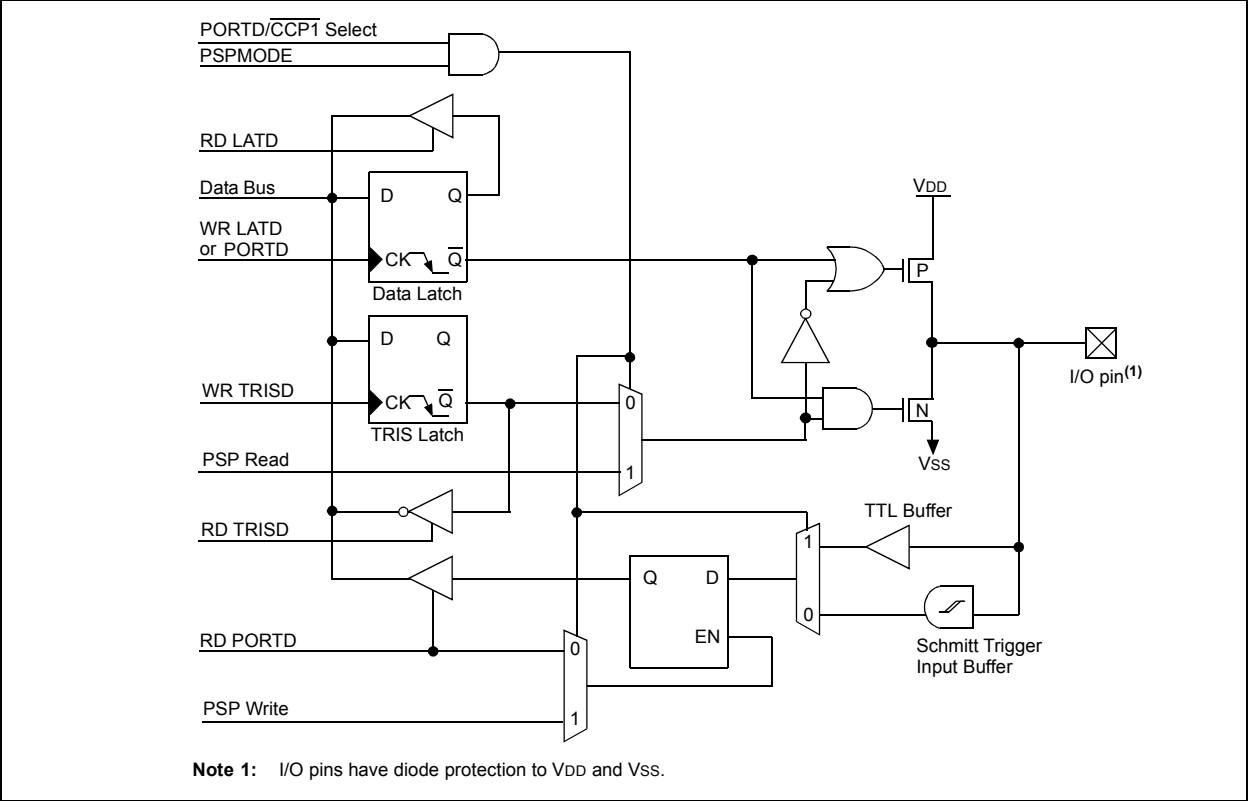 PORTD/CCP1 Select
PSPMODE
RD LATD
Data Bus
D Q
WR LATD
or PORTD
CK Q
Data Latch
VDD
P
D Q
I/O pin(1)
WR TRISD
CK Q
0
N
TRIS Latch
PSP Read
1
VSS
RD TRISD
TTL Buffer
1
Q D
0
EN
RD PORTD
0
Schmitt Trigger
Input Buffer
PSP Write
1
Note 1: I/O pins have diode protection to VDD and VSS.